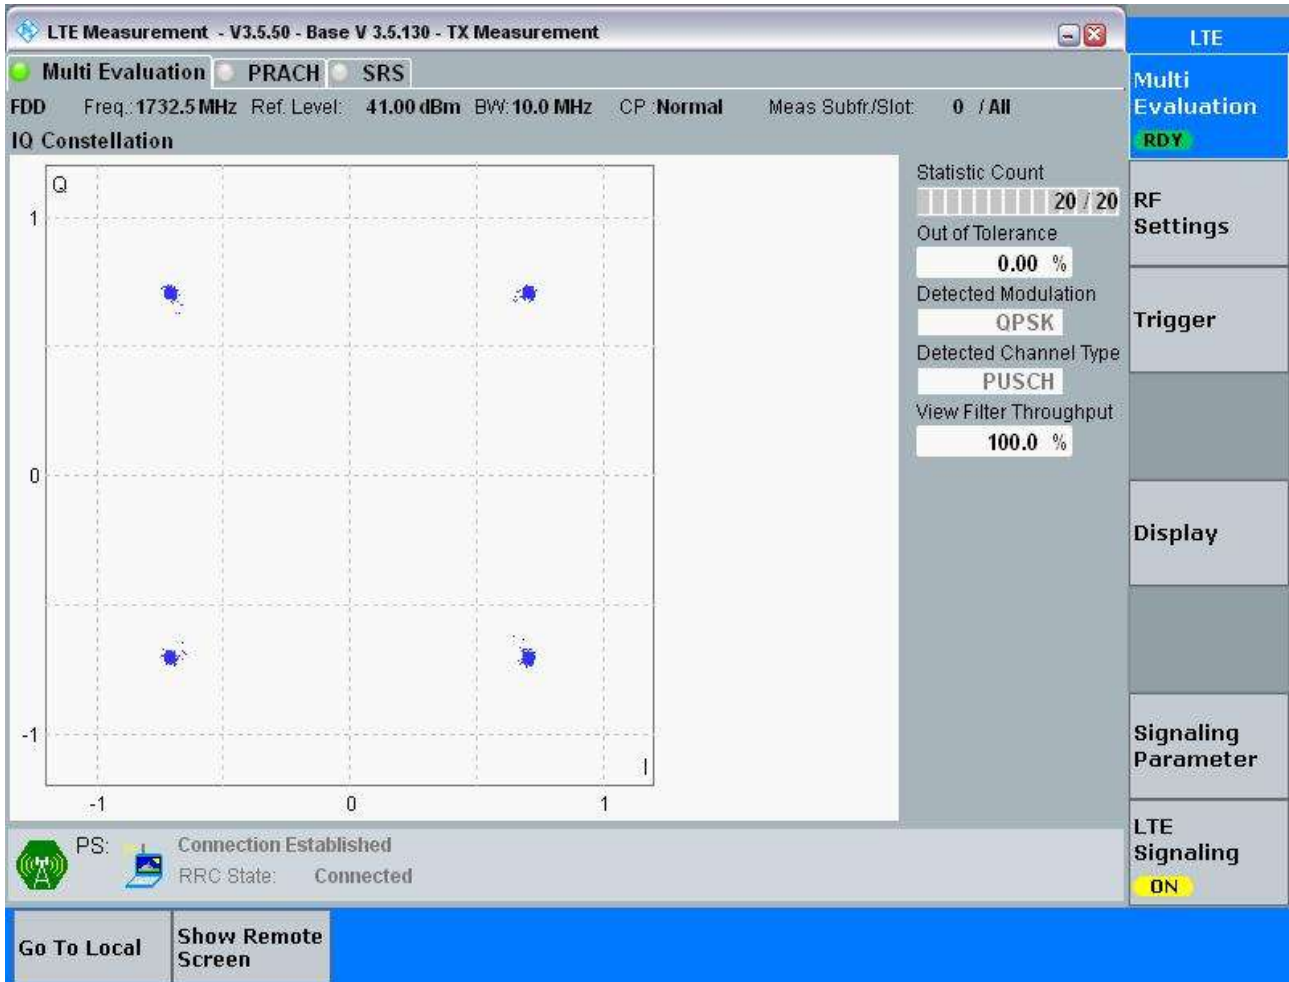 LTE Measurement - V3.5.50 - Base V 3.5.130 - TX Measurement
LTE
Multi Evaluation PRACH SRS
FDD Freq.: 1732.5 MHz Ref. Level: 41.00 dBm BW: 10.0 MHz CP : Normal Meas Subfr./Slot: 0 / All
IQ Constellation
Q
1
0
-1
I
-1 0 1
Statistic Count
20 / 20
Out of Tolerance
0.00 %
Detected Modulation
QPSK
Detected Channel Type
PUSCH
View Filter Throughput
100.0 %
Multi
Evaluation
RDY
RF
Settings
Trigger
Display
Signaling
Parameter
LTE
Signaling
ON
PS: Connection Established
RRC State: Connected
Go To Local
Show Remote
Screen